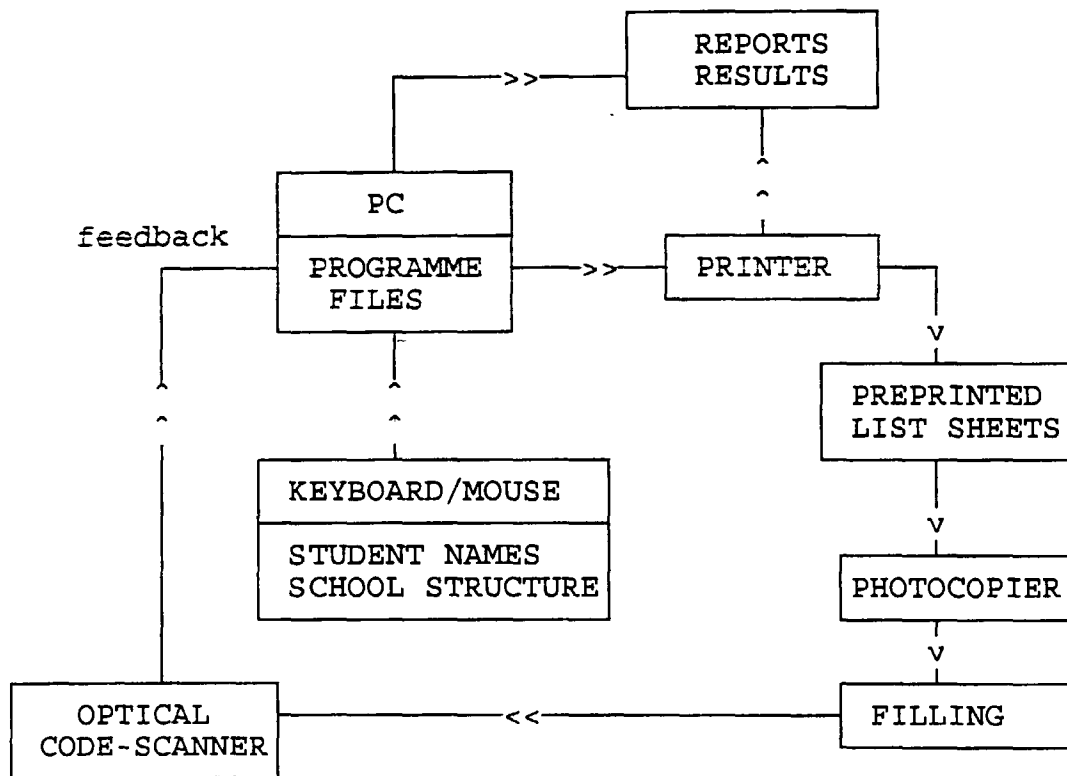 REPORTS
RESULTS
>>
PC
feedback
PROGRAMME
FILES
>>
PRINTER
PREPRINTED
LIST SHEETS
KEYBOARD/MOUSE
STUDENT NAMES
SCHOOL STRUCTURE
PHOTOCOPIER
OPTICAL
CODE-SCANNER
<<
FILLING